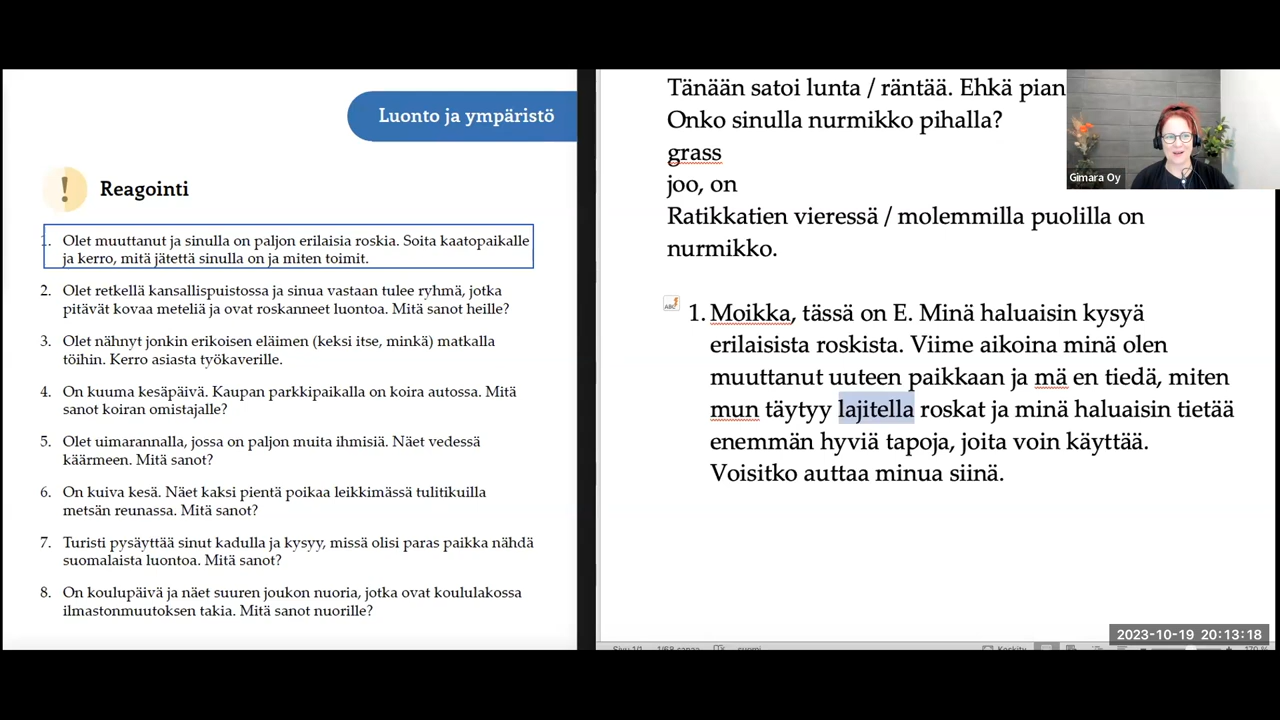 Luonto ja ympäristö
!
Reagointi
1. Olet muuttanut ja sinulla on paljon erilaisia roskia. Soita kaatopaikalle
ja kerro, mitä jätettä sinulla on ja miten toimit.
2. Olet retkellä kansallispuistossa ja sinua vastaan tulee ryhmä, jotka
pitävät kovaa meteliä ja ovat roskanneet luontoa. Mitä sanot heille?
3. Olet nähnyt jonkin erikoisen eläimen (keksi itse, minkä) matkalla
töihin. Kerro asiasta työkaverille.
4. On kuuma kesäpäivä. Kaupan parkkipaikalla on koira autossa. Mitä
sanot koiran omistajalle?
5. Olet uimarannalla, jossa on paljon muita ihmisiä. Näet vedessä
käärmeen. Mitä sanot?
6. On kuiva kesä. Näet kaksi pientä poikaa leikkimässä tulitikuilla
metsän reunassa. Mitä sanot?
7. Turisti pysäyttää sinut kadulla ja kysyy, missä olisi paras paikka nähdä
suomalaista luontoa. Mitä sanot?
8. On koulupäivä ja näet suuren joukon nuoria, jotka ovat koululakossa
ilmastonmuutoksen takia. Mitä sanot nuorille?
Tänään satoi lunta / räntää. Ehkä pian
Onko sinulla nurmikko pihalla?
grass
joo, on
Ratikkatien vieressä / molemmilla puolilla on
nurmikko.
1. Moikka, tässä on E. Minä haluaisin kysyä
erilaisista roskista. Viime aikoina minä olen
muuttanut uuteen paikkaan ja mä en tiedä, miten
mun täytyy lajitella roskat ja minä haluaisin tietää
enemmän hyviä tapoja, joita voin käyttää.
Voisitko auttaa minua siinä.
Gimara Oy
2023-10-19 20:13:18